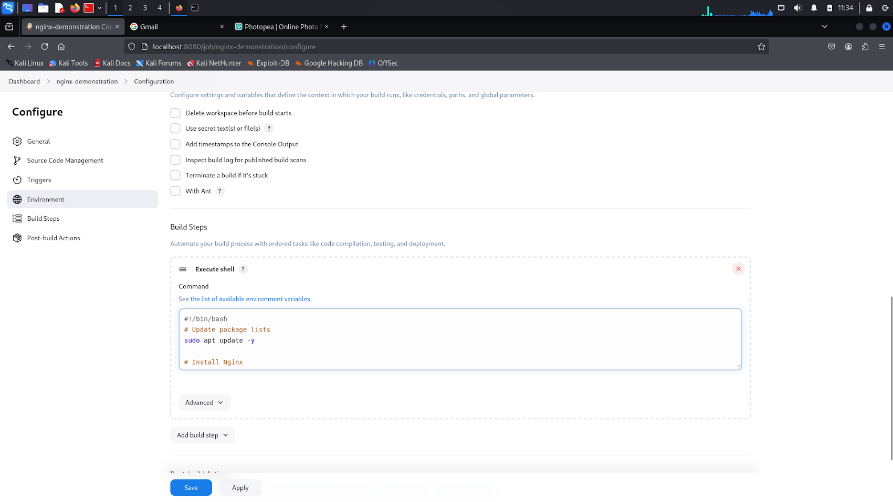 1 2 3 4 11:34
nginx-demonstration Con
Gmail
Photopea | Online Photo
localhost:8080/job/nginx-demonstration/configure
Kali Linux Kali Tools Kali Docs Kali Forums Kali NetHunter Exploit-DB Google Hacking DB OffSec
Dashboard > nginx-demonstration > Configuration
Configure
General
Source Code Management
Triggers
Environment
Build Steps
Post-build Actions
Configure settings and variables that define the context in which your build runs, like credentials, paths, and global parameters.
Delete workspace before build starts
Use secret text(s) or file(s) ?
Add timestamps to the Console Output
Inspect build log for published build scans
Terminate a build if it's stuck
With Ant ?
Build Steps
Automate your build process with ordered tasks like code compilation, testing, and deployment.
Execute shell ?
Command
See the list of available environment variables
#!/bin/bash
# Update package lists
sudo apt update -y
# Install Nginx
Advanced
Add build step
Save Apply